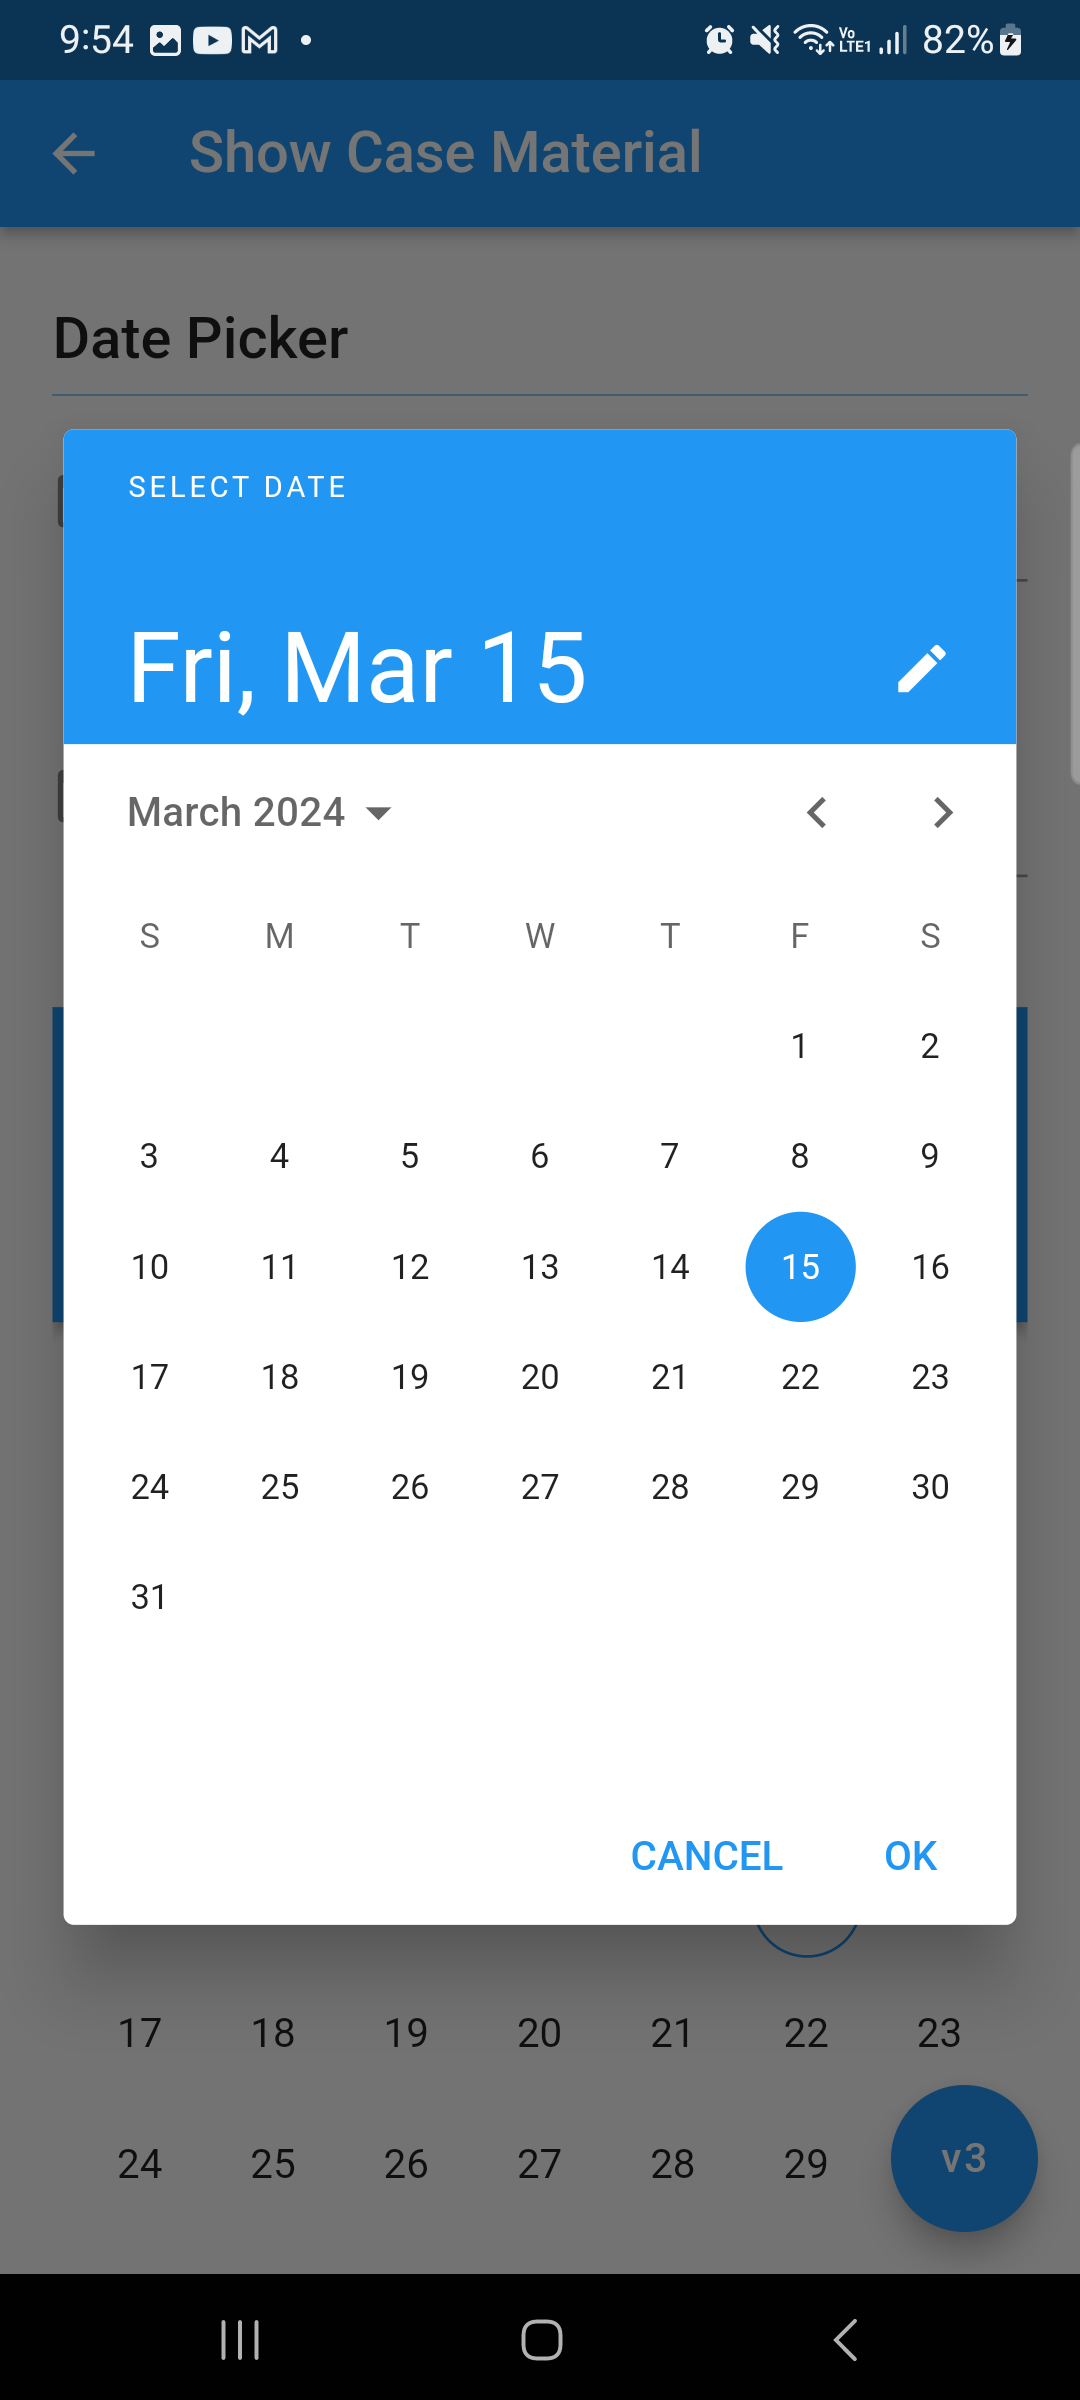 9:54 Vo LTE1 82%
Show Case Material
Date Picker
SELECT DATE
Fri, Mar 15
March 2024
S M T W T F S
1 2
3 4 5 6 7 8 9
10 11 12 13 14 15 16
17 18 19 20 21 22 23
24 25 26 27 28 29 30
31
CANCEL OK
17 18 19 20 21 22 23
24 25 26 27 28 29
v3